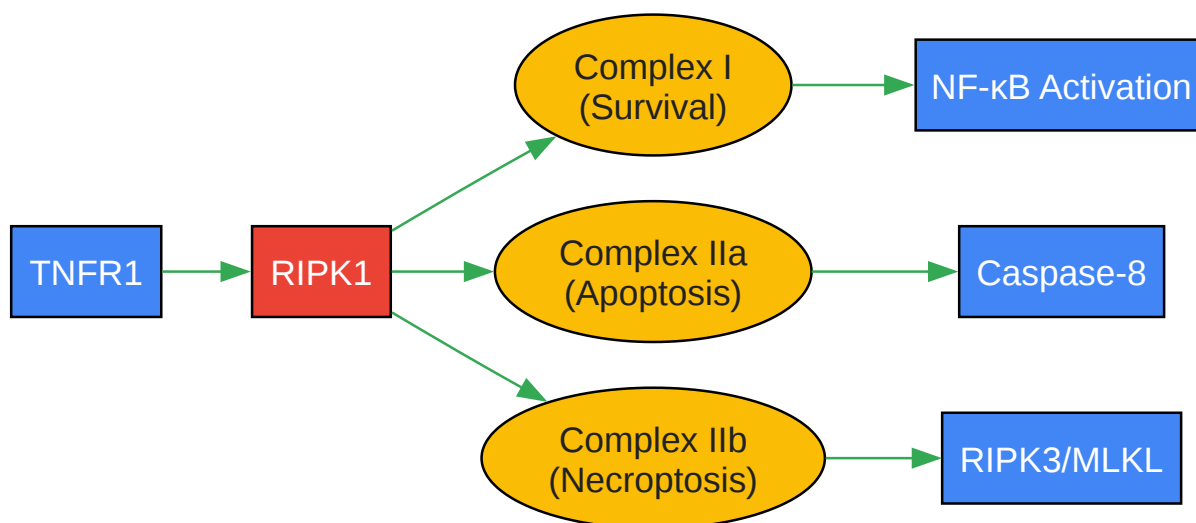 TNFR1
RIPK1
Complex I
(Survival)
NF-κB Activation
Complex IIa
(Apoptosis)
Caspase-8
Complex IIb
(Necroptosis)
RIPK3/MLKL